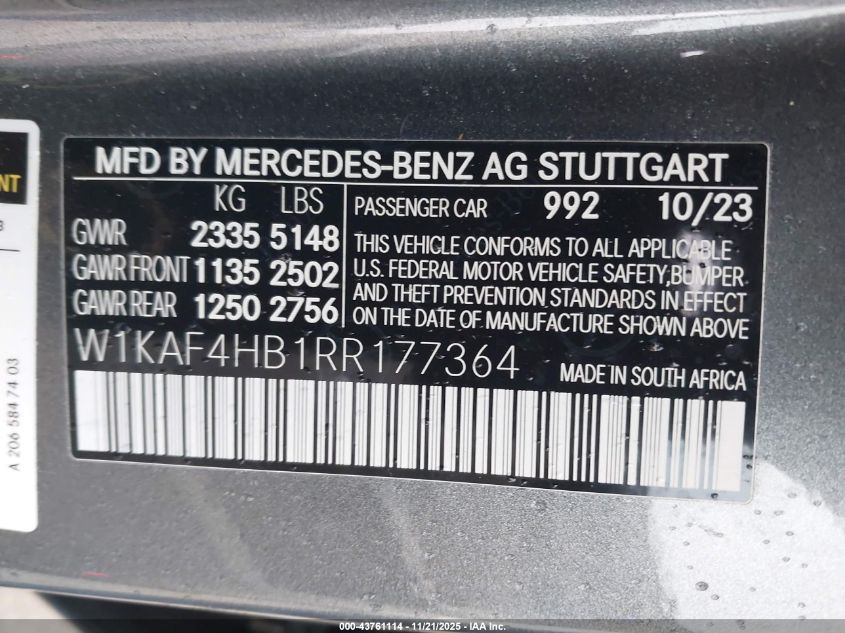 MFD BY MERCEDES-BENZ AG STUTTGART
KG LBS
GVWR 2335 5148
GAWR FRONT 1135 2502
GAWR REAR 1250 2756
PASSENGER CAR 992 10/23
THIS VEHICLE CONFORMS TO ALL APPLICABLE
U.S. FEDERAL MOTOR VEHICLE SAFETY,BUMPER
AND THEFT PREVENTION STANDARDS IN EFFECT
ON THE DATE OF MANUFACTURE SHOWN ABOVE
W1KAF4HB1RR177364
MADE IN SOUTH AFRICA
A 206 584 74 03
000-43761114 - 11/21/2025 - IAA Inc.